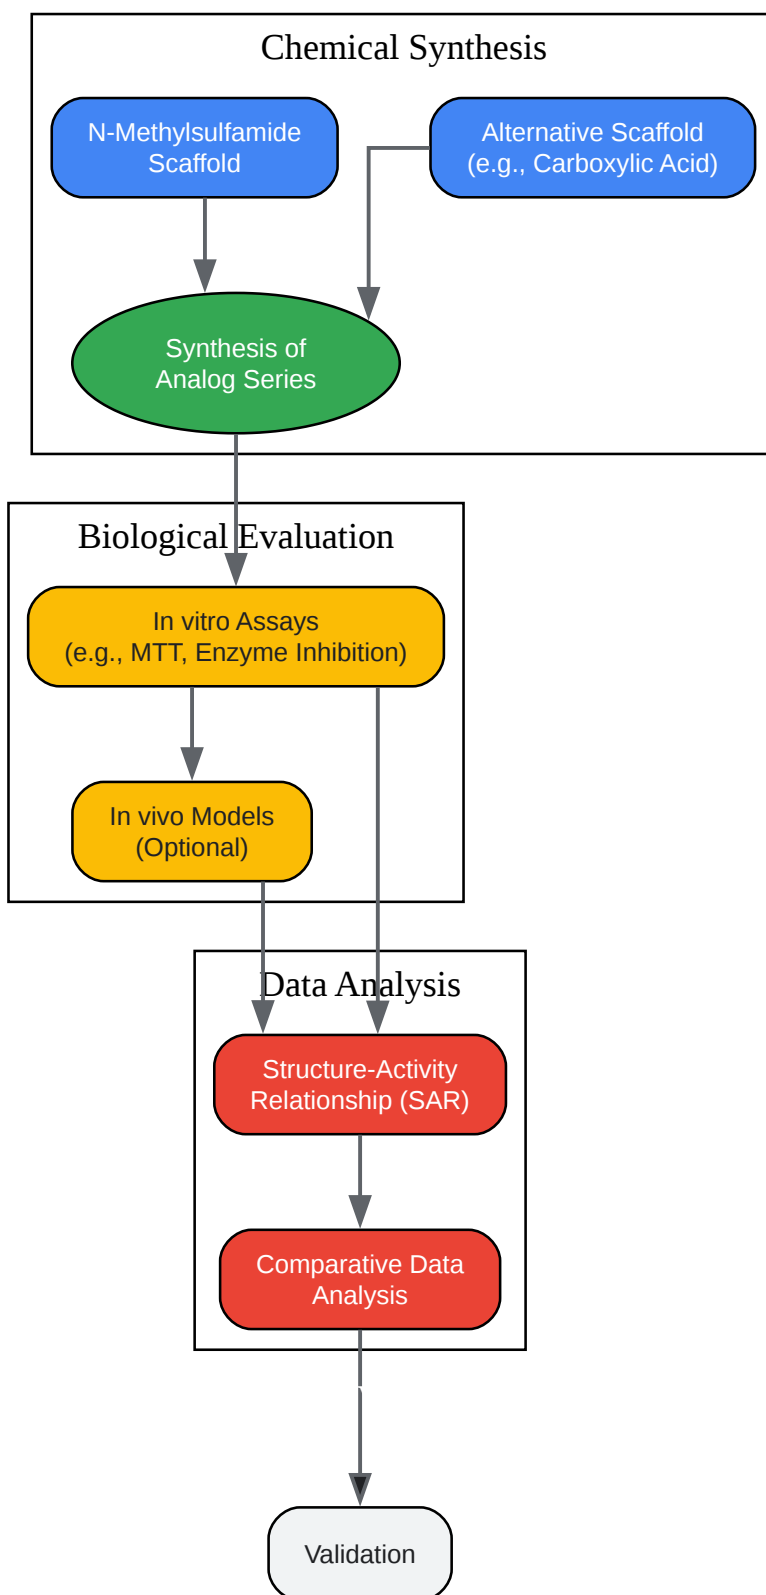 Chemical Synthesis
N-Methylsulfamide
Scaffold
Alternative Scaffold
(e.g., Carboxylic Acid)
Synthesis of
Analog Series
Biological Evaluation
In vitro Assays
(e.g., MTT, Enzyme Inhibition)
In vivo Models
(Optional)
Data Analysis
Structure-Activity
Relationship (SAR)
Comparative Data
Analysis
Validation